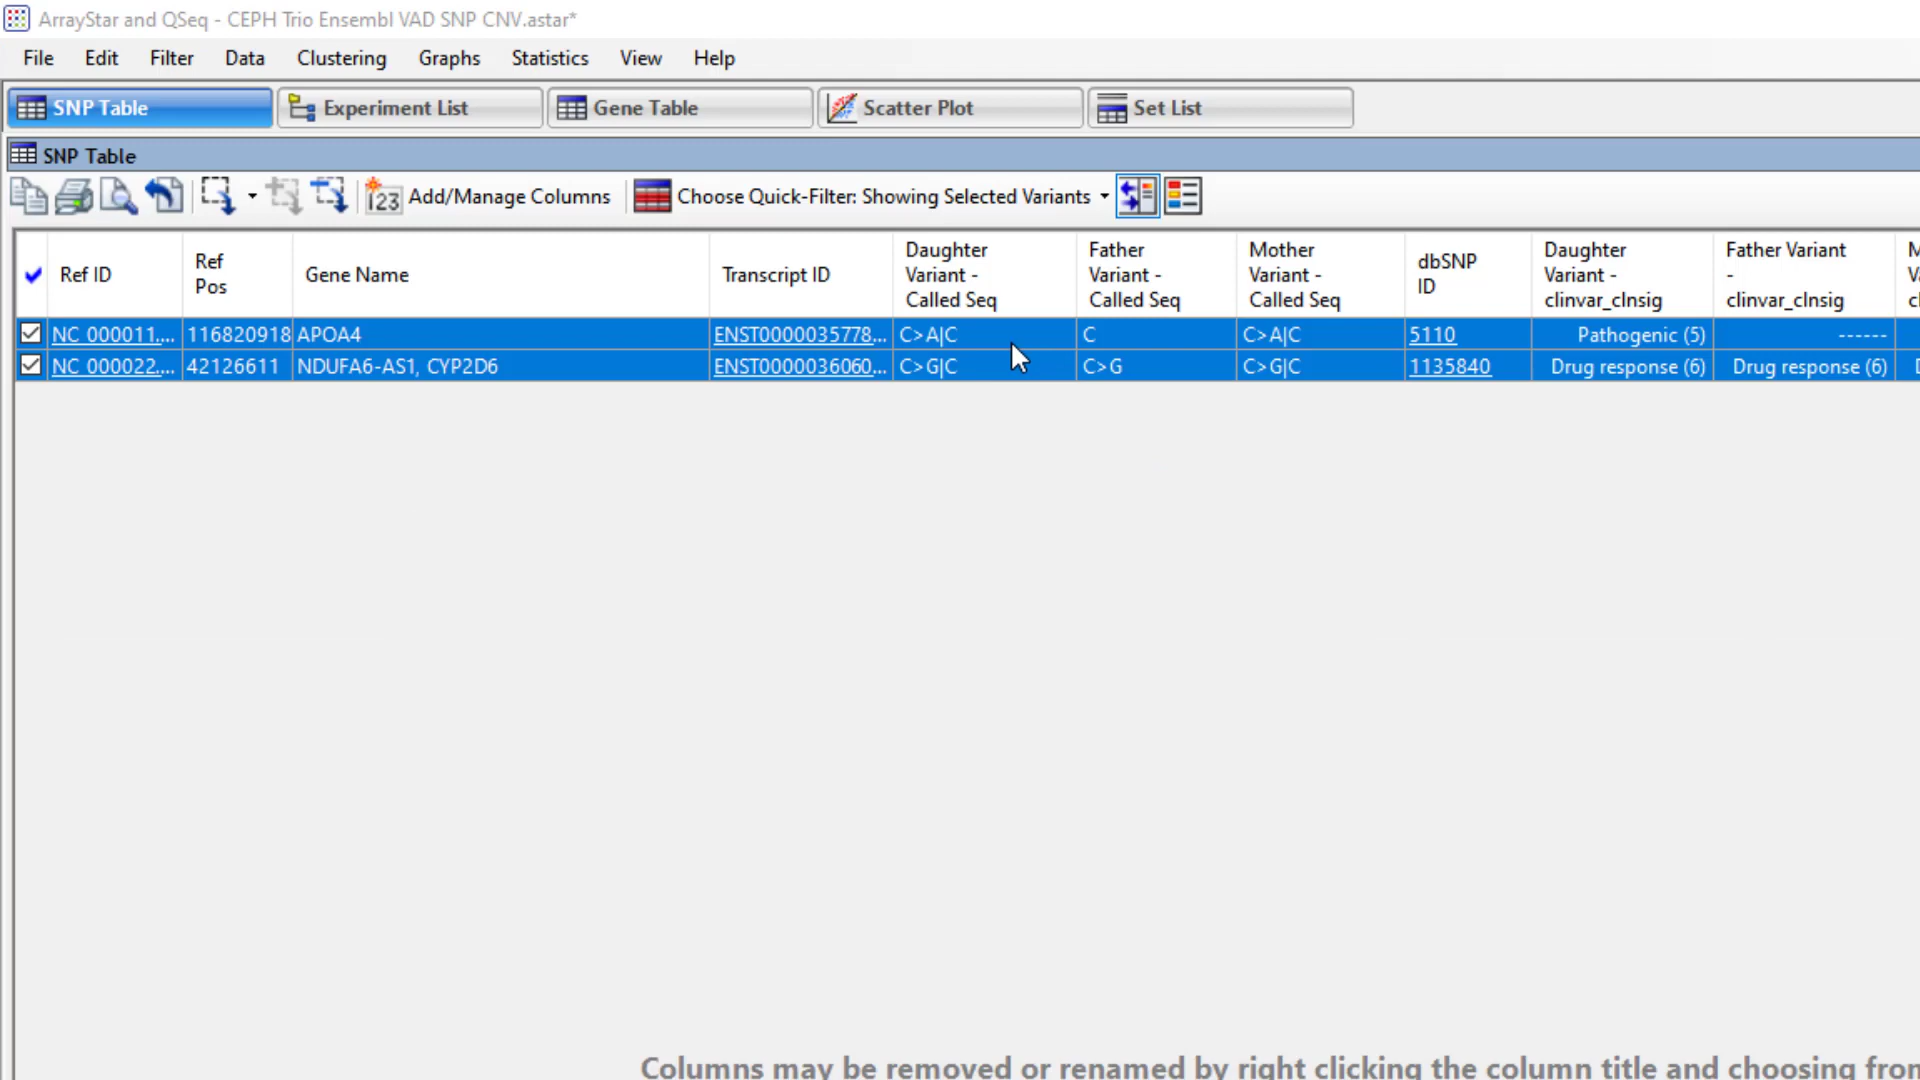 ArrayStar and QSeq - CEPH Trio Ensembl VAD SNP CNV.astar*
File Edit Filter Data Clustering Graphs Statistics View Help
SNP Table Experiment List Gene Table Scatter Plot Set List
SNP Table
123 Add/Manage Columns Choose Quick-Filter: Showing Selected Variants
Ref ID Ref Pos Gene Name Transcript ID Daughter Variant - Called Seq Father Variant - Called Seq Mother Variant - Called Seq dbSNP ID Daughter Variant - clinvar_clnsig Father Variant - clinvar_clnsig
NC_000011.... 116820918 APOA4 ENST0000035778... C>A|C C C>A|C 5110 Pathogenic (5) ------
NC_000022.... 42126611 NDUFA6-AS1, CYP2D6 ENST0000036060... C>G|C C>G C>G|C 1135840 Drug response (6) Drug response (6)
Columns may be removed or renamed by right clicking the column title and choosing from